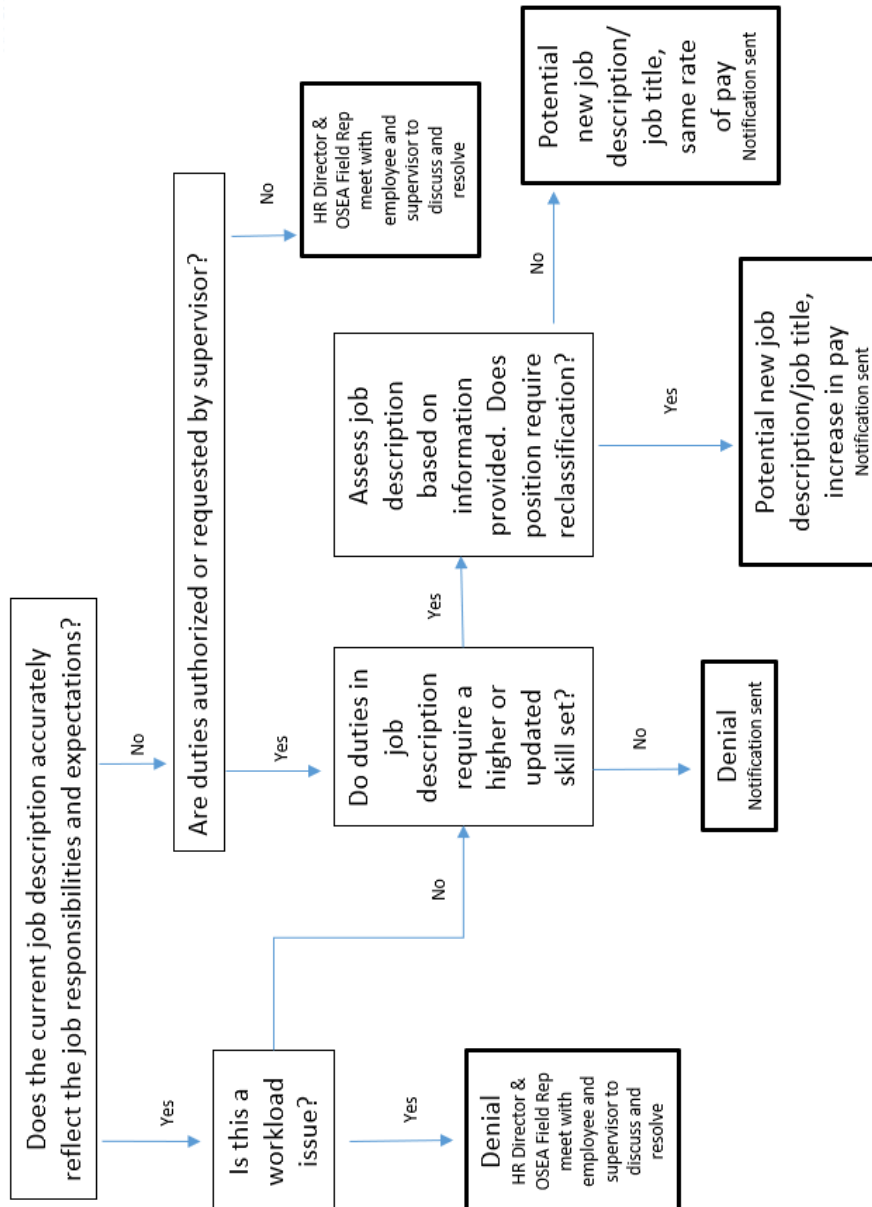 Does the current job description accurately
reflect the job responsibilities and expectations?
Yes
No
Is this a
workload
issue?
Are duties authorized or requested by supervisor?
Yes
No
Yes
No
Denial
HR Director &
OSEA Field Rep
meet with
employee and
supervisor to
discuss and
resolve
Do duties in
job
description
require a
higher or
updated
skill set?
HR Director &
OSEA Field Rep
meet with
employee and
supervisor to
discuss and
resolve
Yes
No
Assess job
description
based on
information
provided. Does
position require
reclassification?
Denial
Notification sent
Yes
No
Potential new job
description/job title,
increase in pay
Notification sent
Potential
new job
description/
job title,
same rate
of pay
Notification sent